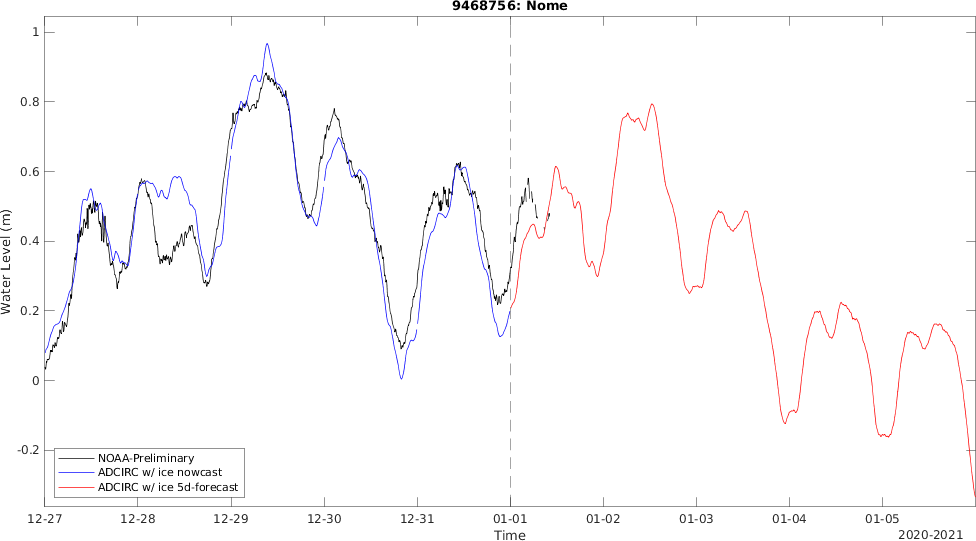 9468756: Nome
Water Level (m)
1
0.8
0.6
0.4
0.2
0
-0.2
NOAA-Preliminary
ADCIRC w/ ice nowcast
ADCIRC w/ ice 5d-forecast
12-27 12-28 12-29 12-30 12-31 01-01 01-02 01-03 01-04 01-05
Time
2020-2021